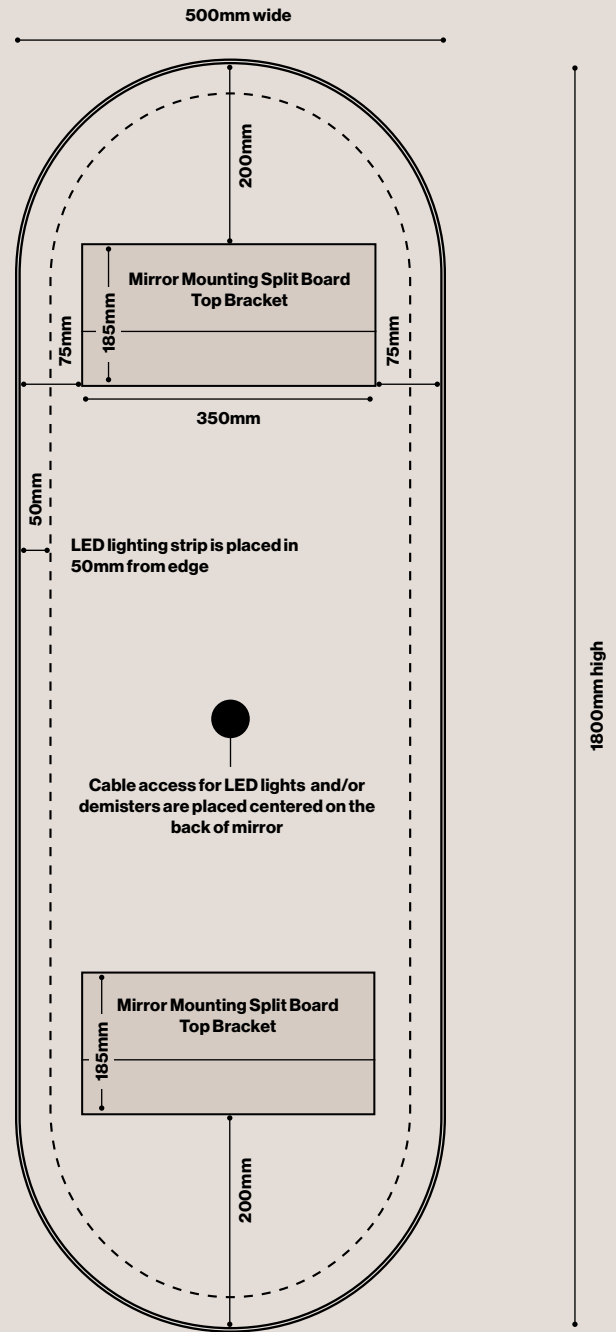 500mm wide
200mm
Mirror Mounting Split Board
Top Bracket
185mm
75mm
75mm
350mm
50mm
LED lighting strip is placed in
50mm from edge
1800mm high
Cable access for LED lights and/or
demisters are placed centered on the
back of mirror
Mirror Mounting Split Board
Top Bracket
185mm
200mm